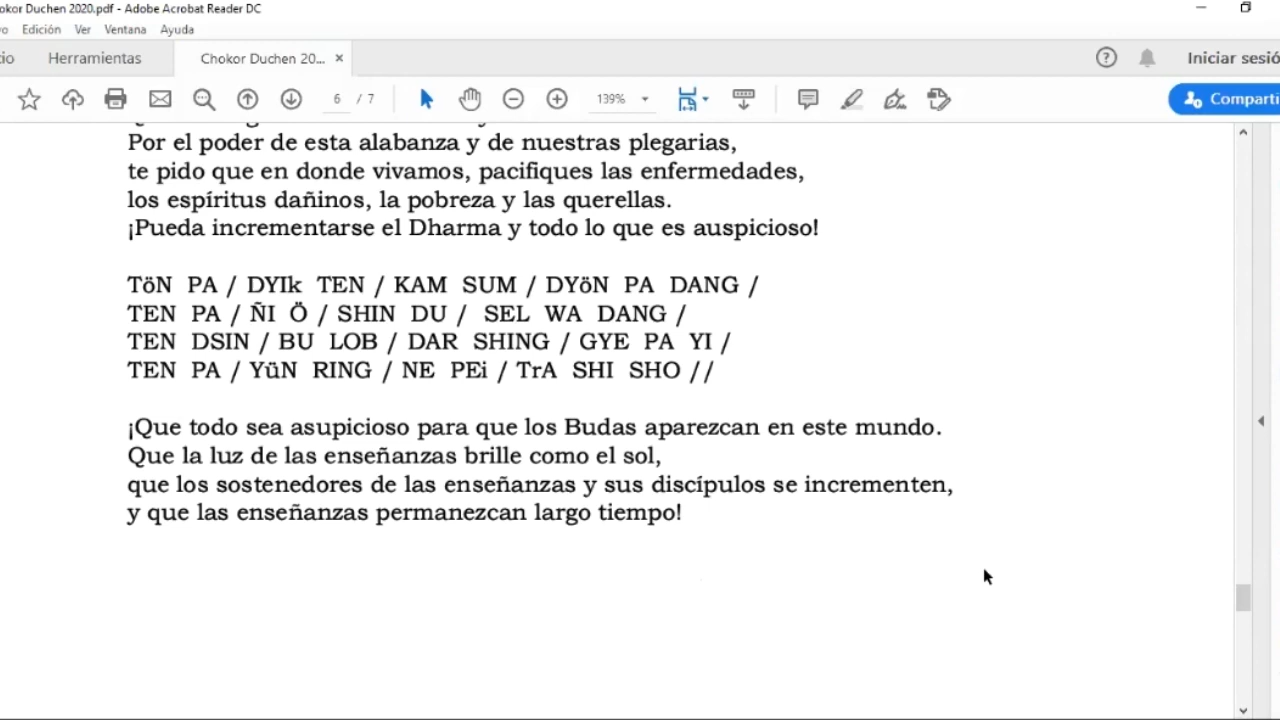 okor Duchen 2020.pdf - Adobe Acrobat Reader DC
vo Edición Ver Ventana Ayuda
io Herramientas Chokor Duchen 20... × ? Iniciar sesió
6 / 7 139% Comparti
Por el poder de esta alabanza y de nuestras plegarias,
te pido que en donde vivamos, pacifiques las enfermedades,
los espíritus dañinos, la pobreza y las querellas.
¡Pueda incrementarse el Dharma y todo lo que es auspicioso!
TöN PA / DYIk TEN / KAM SUM / DYöN PA DANG /
TEN PA / ÑI Ö / SHIN DU / SEL WA DANG /
TEN DSIN / BU LOB / DAR SHING / GYE PA YI /
TEN PA / YüN RING / NE PEi / TrA SHI SHO //
¡Que todo sea asupicioso para que los Budas aparezcan en este mundo.
Que la luz de las enseñanzas brille como el sol,
que los sostenedores de las enseñanzas y sus discípulos se incrementen,
y que las enseñanzas permanezcan largo tiempo!